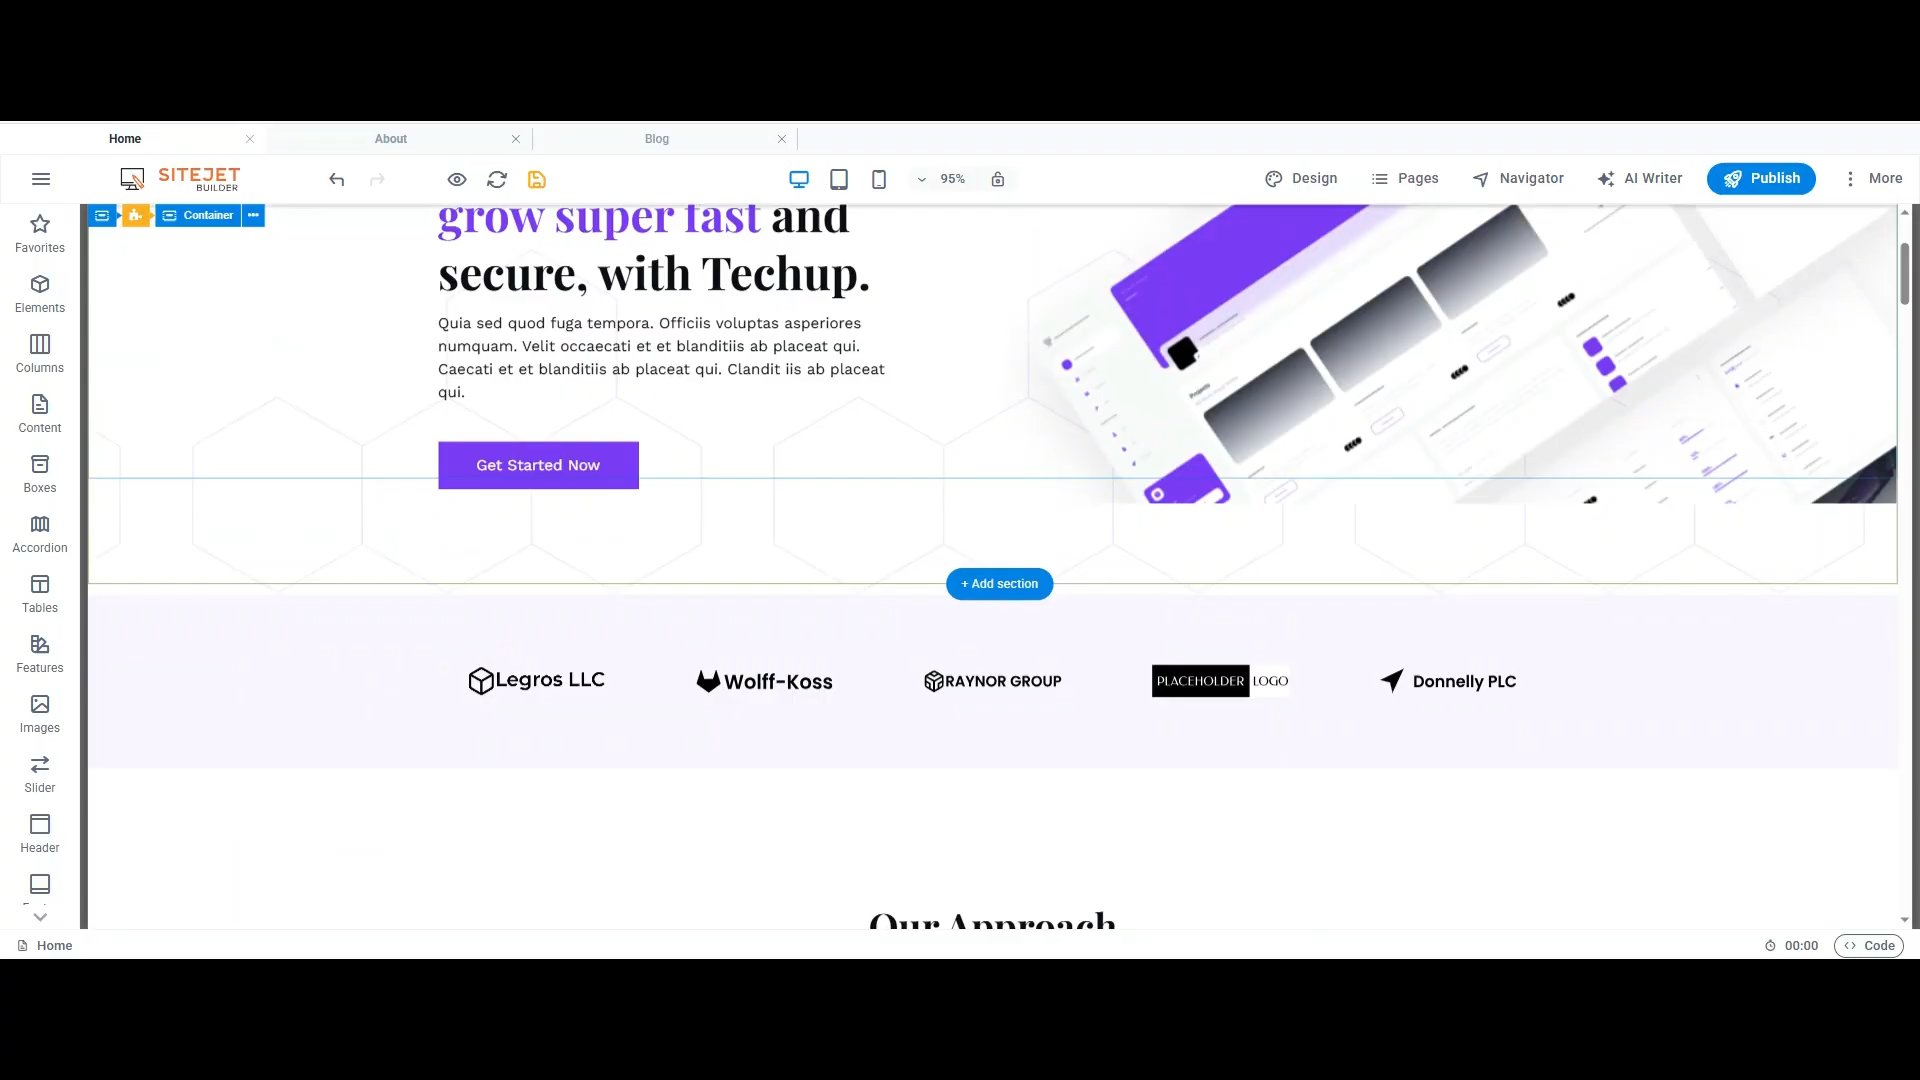 Home
About
Blog
SITEJET
BUILDER
95%
Design
Pages
Navigator
AI Writer
Publish
More
Container
Favorites
Elements
Columns
Content
Boxes
Accordion
Tables
Features
Images
Slider
Header
grow super fast and
secure, with Techup.
Quia sed quod fuga tempora. Officiis voluptas asperiores
numquam. Velit occaecati et et blanditiis ab placeat qui.
Caecati et et blanditiis ab placeat qui. Clandit iis ab placeat
qui.
Get Started Now
Projects
+ Add section
Legros LLC
Wolff-Koss
RAYNOR GROUP
PLACEHOLDER LOGO
Donnelly PLC
Our Approach
Home
00:00
Code